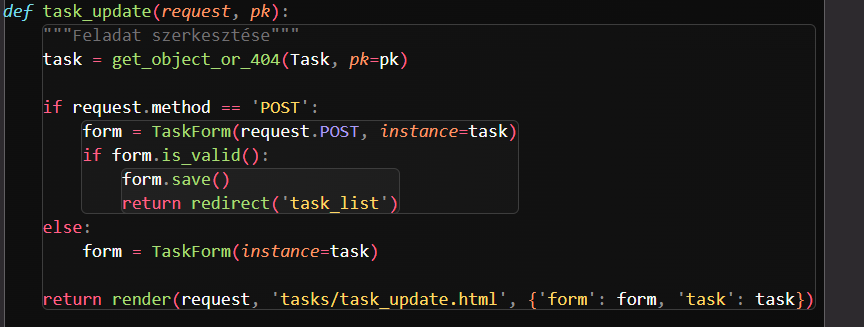 def task_update(request, pk):
    """Feladat szerkesztése"""
    task = get_object_or_404(Task, pk=pk)

    if request.method == 'POST':
        form = TaskForm(request.POST, instance=task)
        if form.is_valid():
            form.save()
            return redirect('task_list')
    else:
        form = TaskForm(instance=task)

    return render(request, 'tasks/task_update.html', {'form': form, 'task': task})